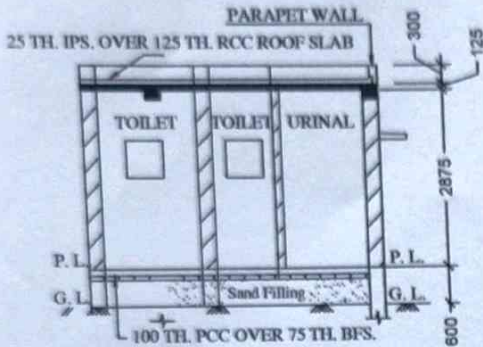 PARAPET WALL
25 TH. IPS. OVER 125 TH. RCC ROOF SLAB
300
125
TOILET TOILET URINAL
2875
P. L. P. L.
G. L. Sand Filling G. L.
600
100 TH. PCC OVER 75 TH. BFS.